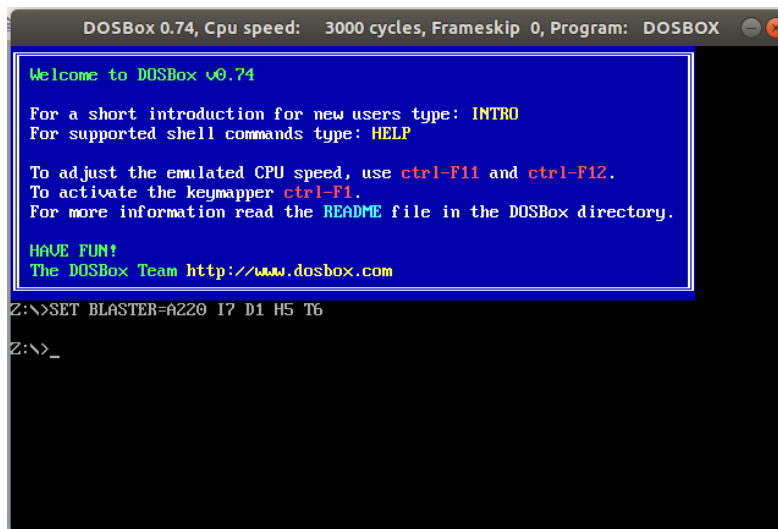 DOSBox 0.74, Cpu speed: 3000 cycles, Frameskip 0, Program: DOSBOX
Welcome to DOSBox v0.74
For a short introduction for new users type: INTRO
For supported shell commands type: HELP
To adjust the emulated CPU speed, use ctrl-F11 and ctrl-F12.
To activate the keymapper ctrl-F1.
For more information read the README file in the DOSBox directory.
HAVE FUN!
The DOSBox Team http://www.dosbox.com
Z:\>SET BLASTER=A220 I7 D1 H5 T6
Z:\>_